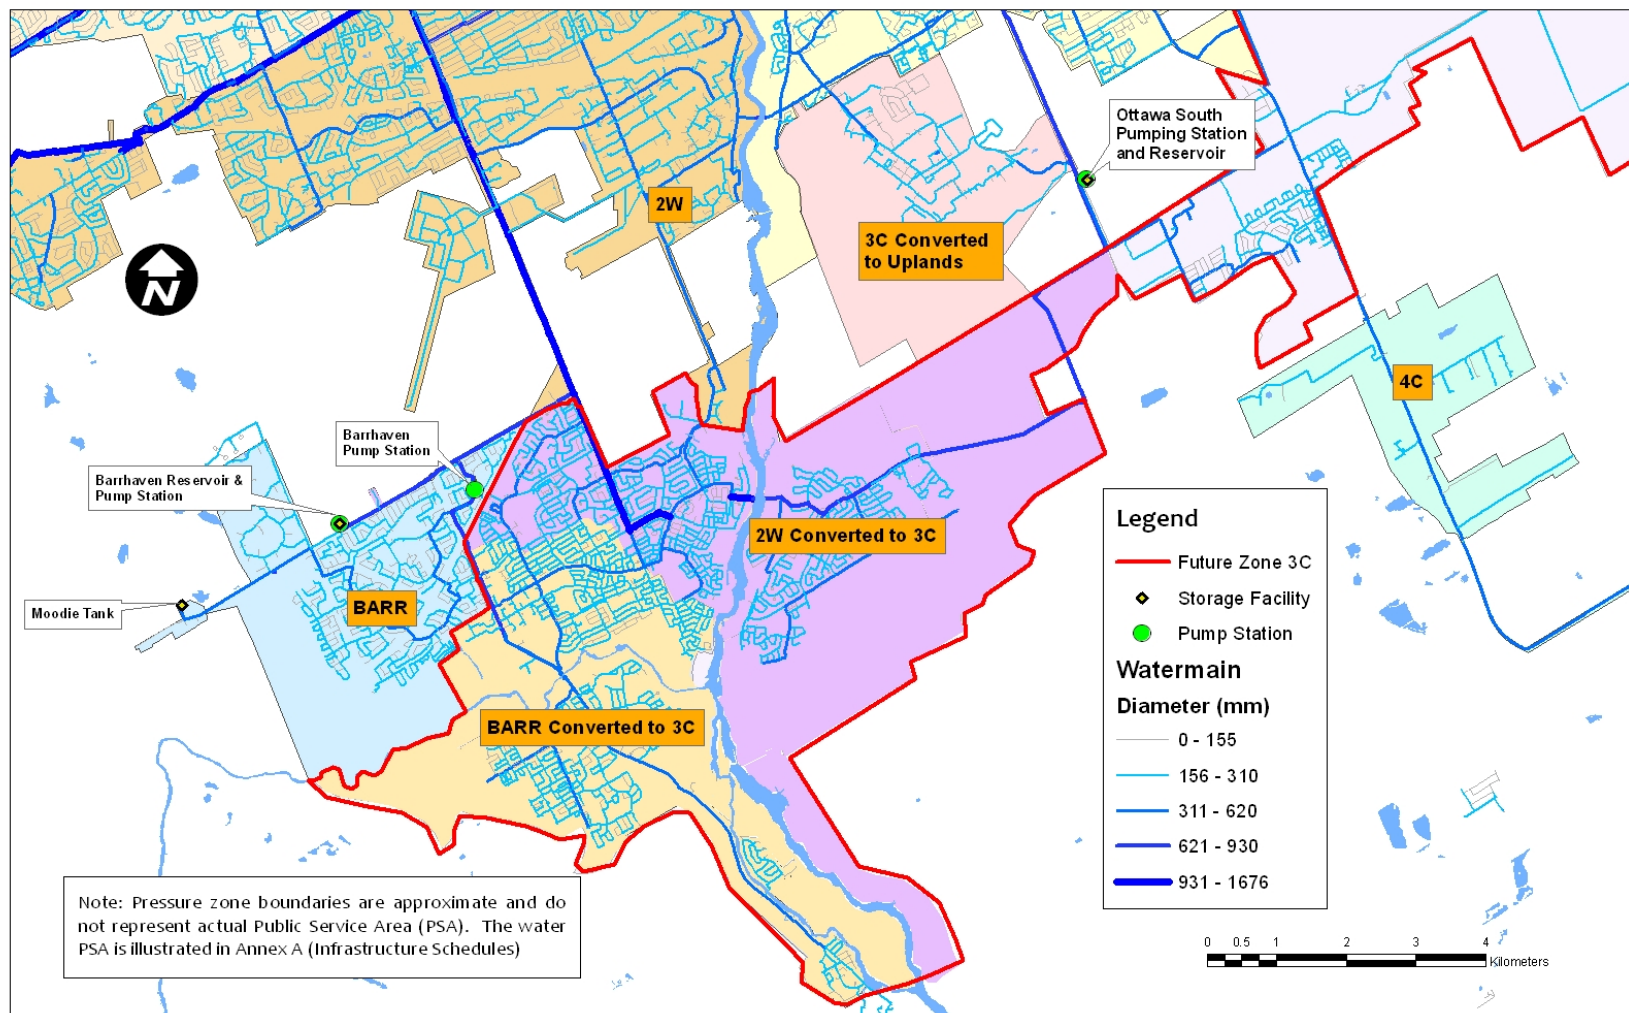 Ottawa South
Pumping Station
and Reservoir
2W
3C Converted
to Uplands
N
4C
Barrhaven
Pump Station
Barrhaven Reservoir &
Pump Station
2W Converted to 3C
Moodie Tank
BARR
BARR Converted to 3C
Legend
Future Zone 3C
Storage Facility
Pump Station
Watermain
Diameter (mm)
0 - 155
156 - 310
311 - 620
621 - 930
931 - 1676
Note: Pressure zone boundaries are approximate and do
not represent actual Public Service Area (PSA). The water
PSA is illustrated in Annex A (Infrastructure Schedules)
0 0.5 1 2 3 4
Kilometers